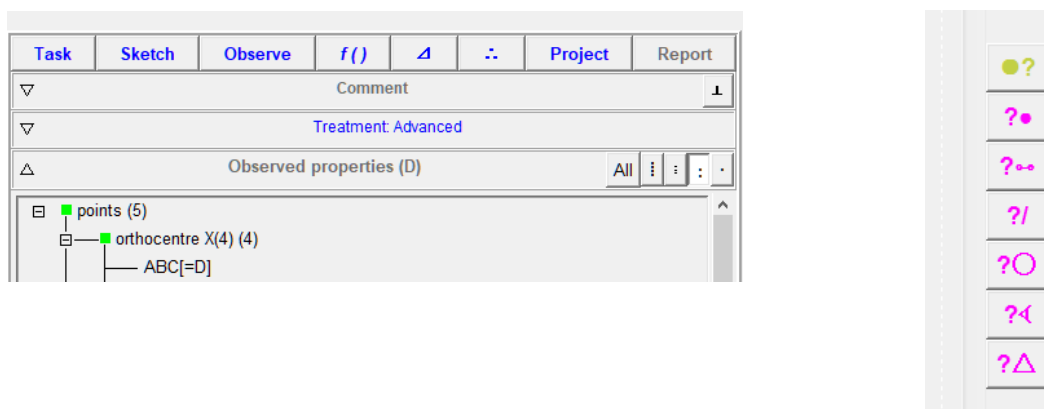 Task Sketch Observe f() ⊿ ∴ Project Report
Comment
Treatment: Advanced
Observed properties (D) All ⁞ ⁝ : ·
points (5)
orthocentre X(4) (4)
ABC[=D]
●?
?●
?
?/
?○
?∢
?△